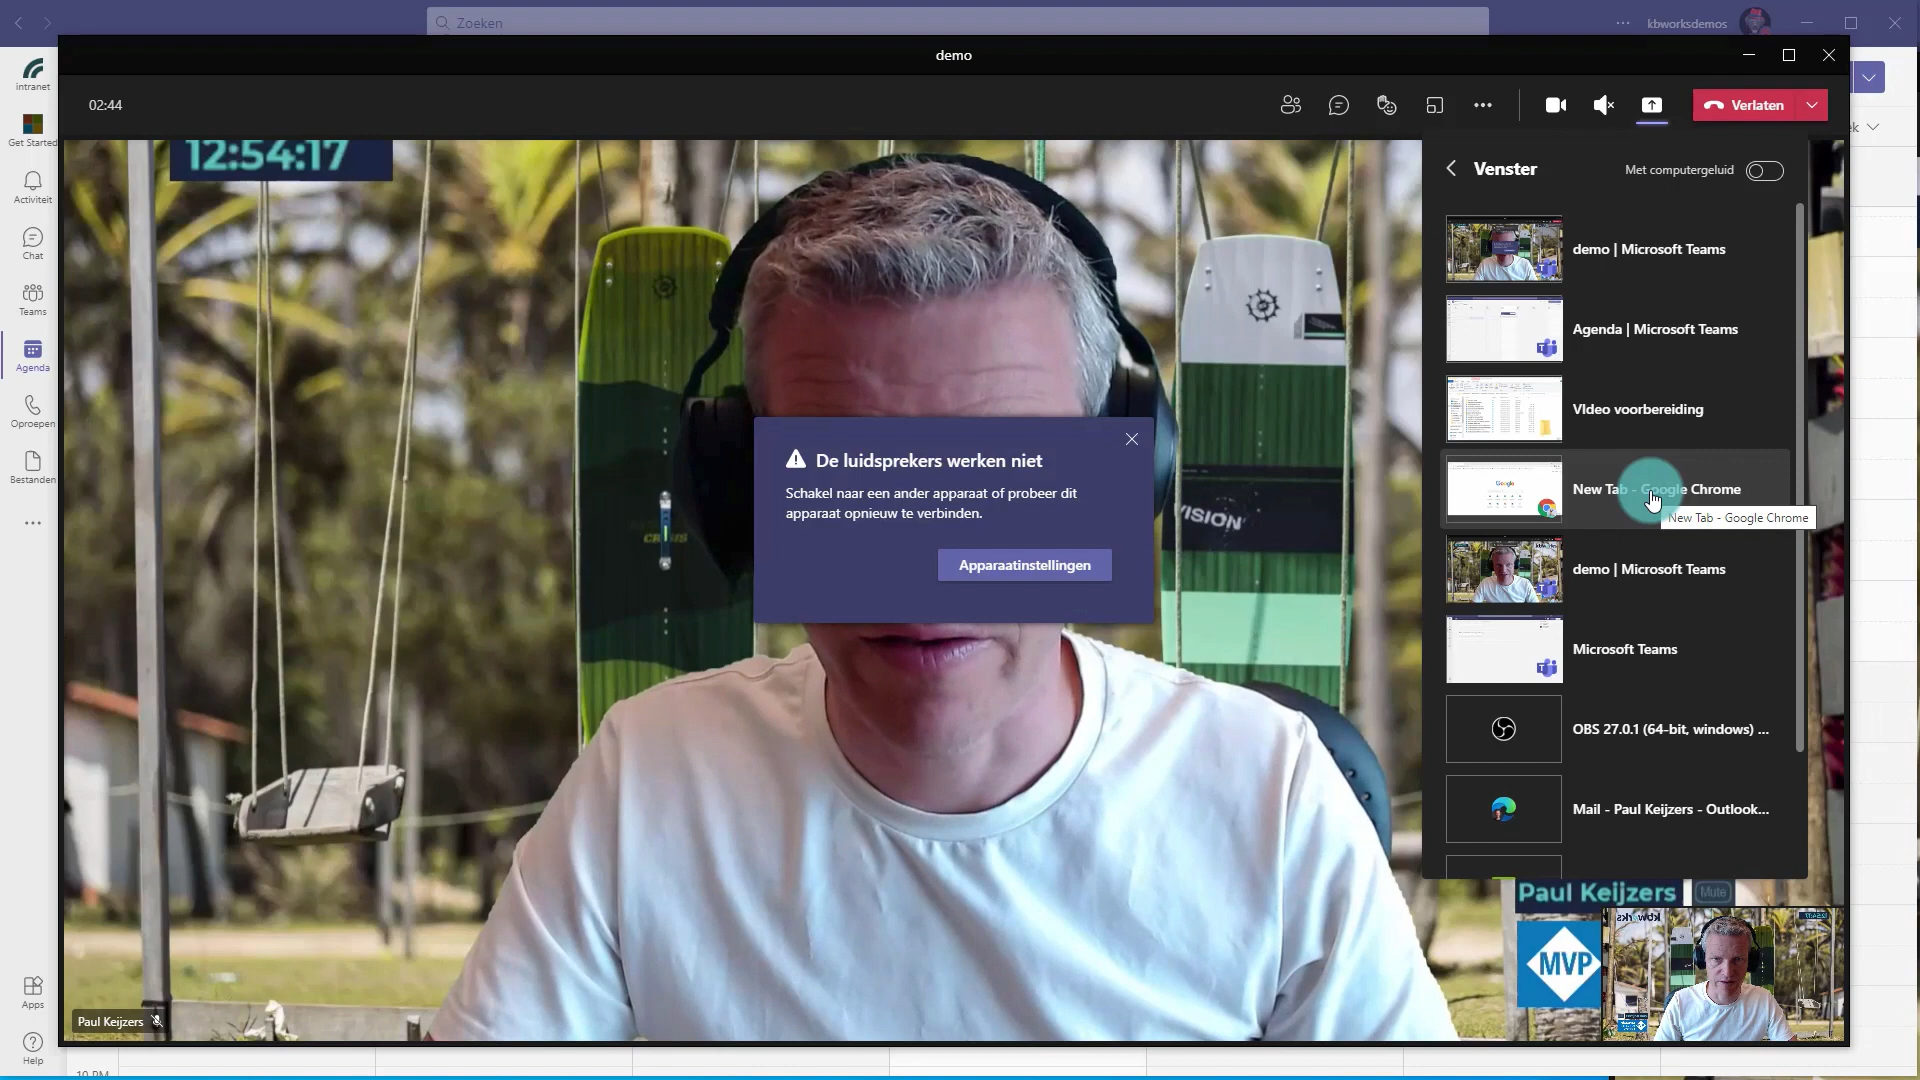 Zoeken
kbworksdemos
demo
intranet
Get Started
Activiteit
Chat
Teams
Agenda
Oproepen
Bestanden
Apps
Help
02:44
Verlaten
12:54:17
Venster
Met computergeluid
demo | Microsoft Teams
Agenda | Microsoft Teams
VIdeo voorbereiding
New Tab - Google Chrome
New Tab - Google Chrome
demo | Microsoft Teams
Microsoft Teams
OBS 27.0.1 (64-bit, windows) ...
Mail - Paul Keijzers - Outlook...
De luidsprekers werken niet
Schakel naar een ander apparaat of probeer dit
apparaat opnieuw te verbinden.
Apparaatinstellingen
Paul Keijzers
Mute
MVP
kbworks
Paul Keijzers
10 PM